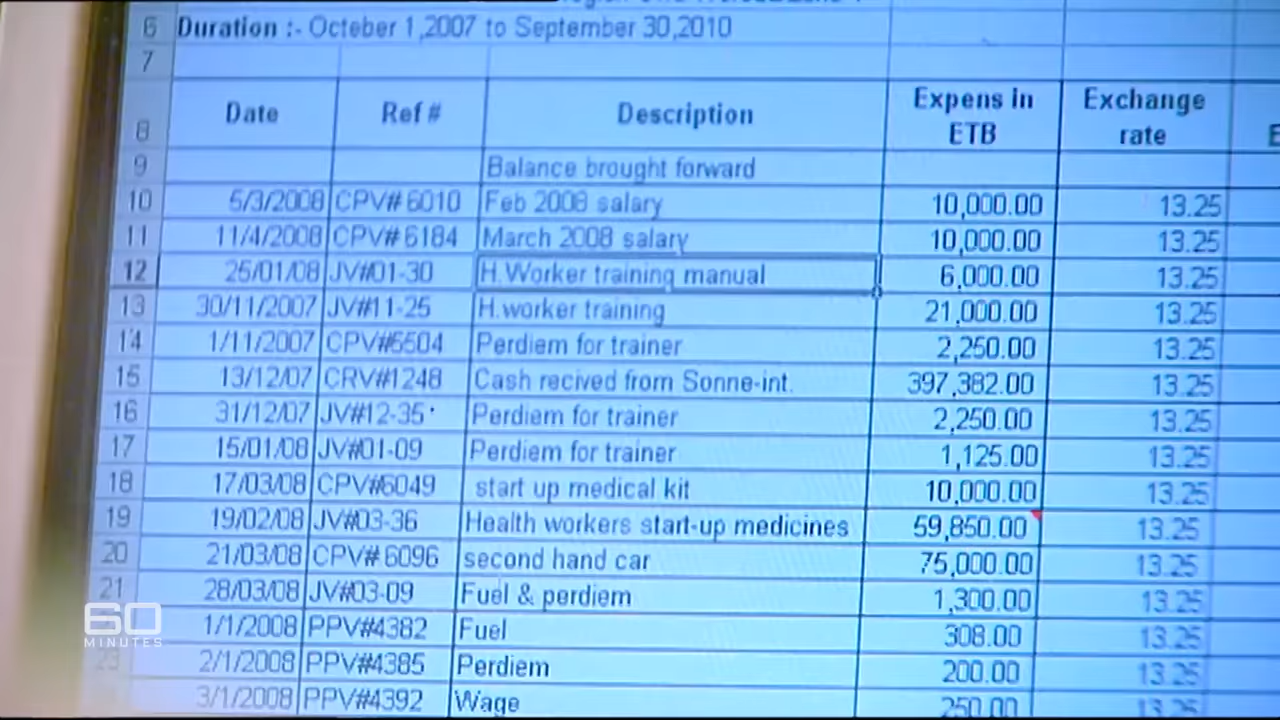 6 Duration :- October 1,2007 to September 30,2010
7
8 Date Ref # Description Expens in ETB Exchange rate
9 Balance brought forward
10 5/3/2008 CPV# 6010 Feb 2008 salary 10,000.00 13.25
11 11/4/2008 CPV# 6184 March 2008 salary 10,000.00 13.25
12 25/01/08 JV#01-30 H.Worker training manual 6,000.00 13.25
13 30/11/2007 JV#11-25 H.worker training 21,000.00 13.25
14 1/11/2007 CPV#5504 Perdiem for trainer 2,250.00 13.25
15 13/12/07 CRV#1248 Cash recived from Sonne-int. 397,382.00 13.25
16 31/12/07 JV#12-35 Perdiem for trainer 2,250.00 13.25
17 15/01/08 JV#01-09 Perdiem for trainer 1,125.00 13.25
18 17/03/08 CPV#6049 start up medical kit 10,000.00 13.25
19 19/02/08 JV#03-36 Health workers start-up medicines 59,850.00 13.25
20 21/03/08 CPV# 6096 second hand car 75,000.00 13.25
21 28/03/08 JV#03-09 Fuel & perdiem 1,300.00 13.25
1/1/2008 PPV#4382 Fuel 308.00 13.25
23 2/1/2008 PPV#4385 Perdiem 200.00 13.25
3/1/2008 PPV#4392 Wage 250.00 13.25
60
MINUTES